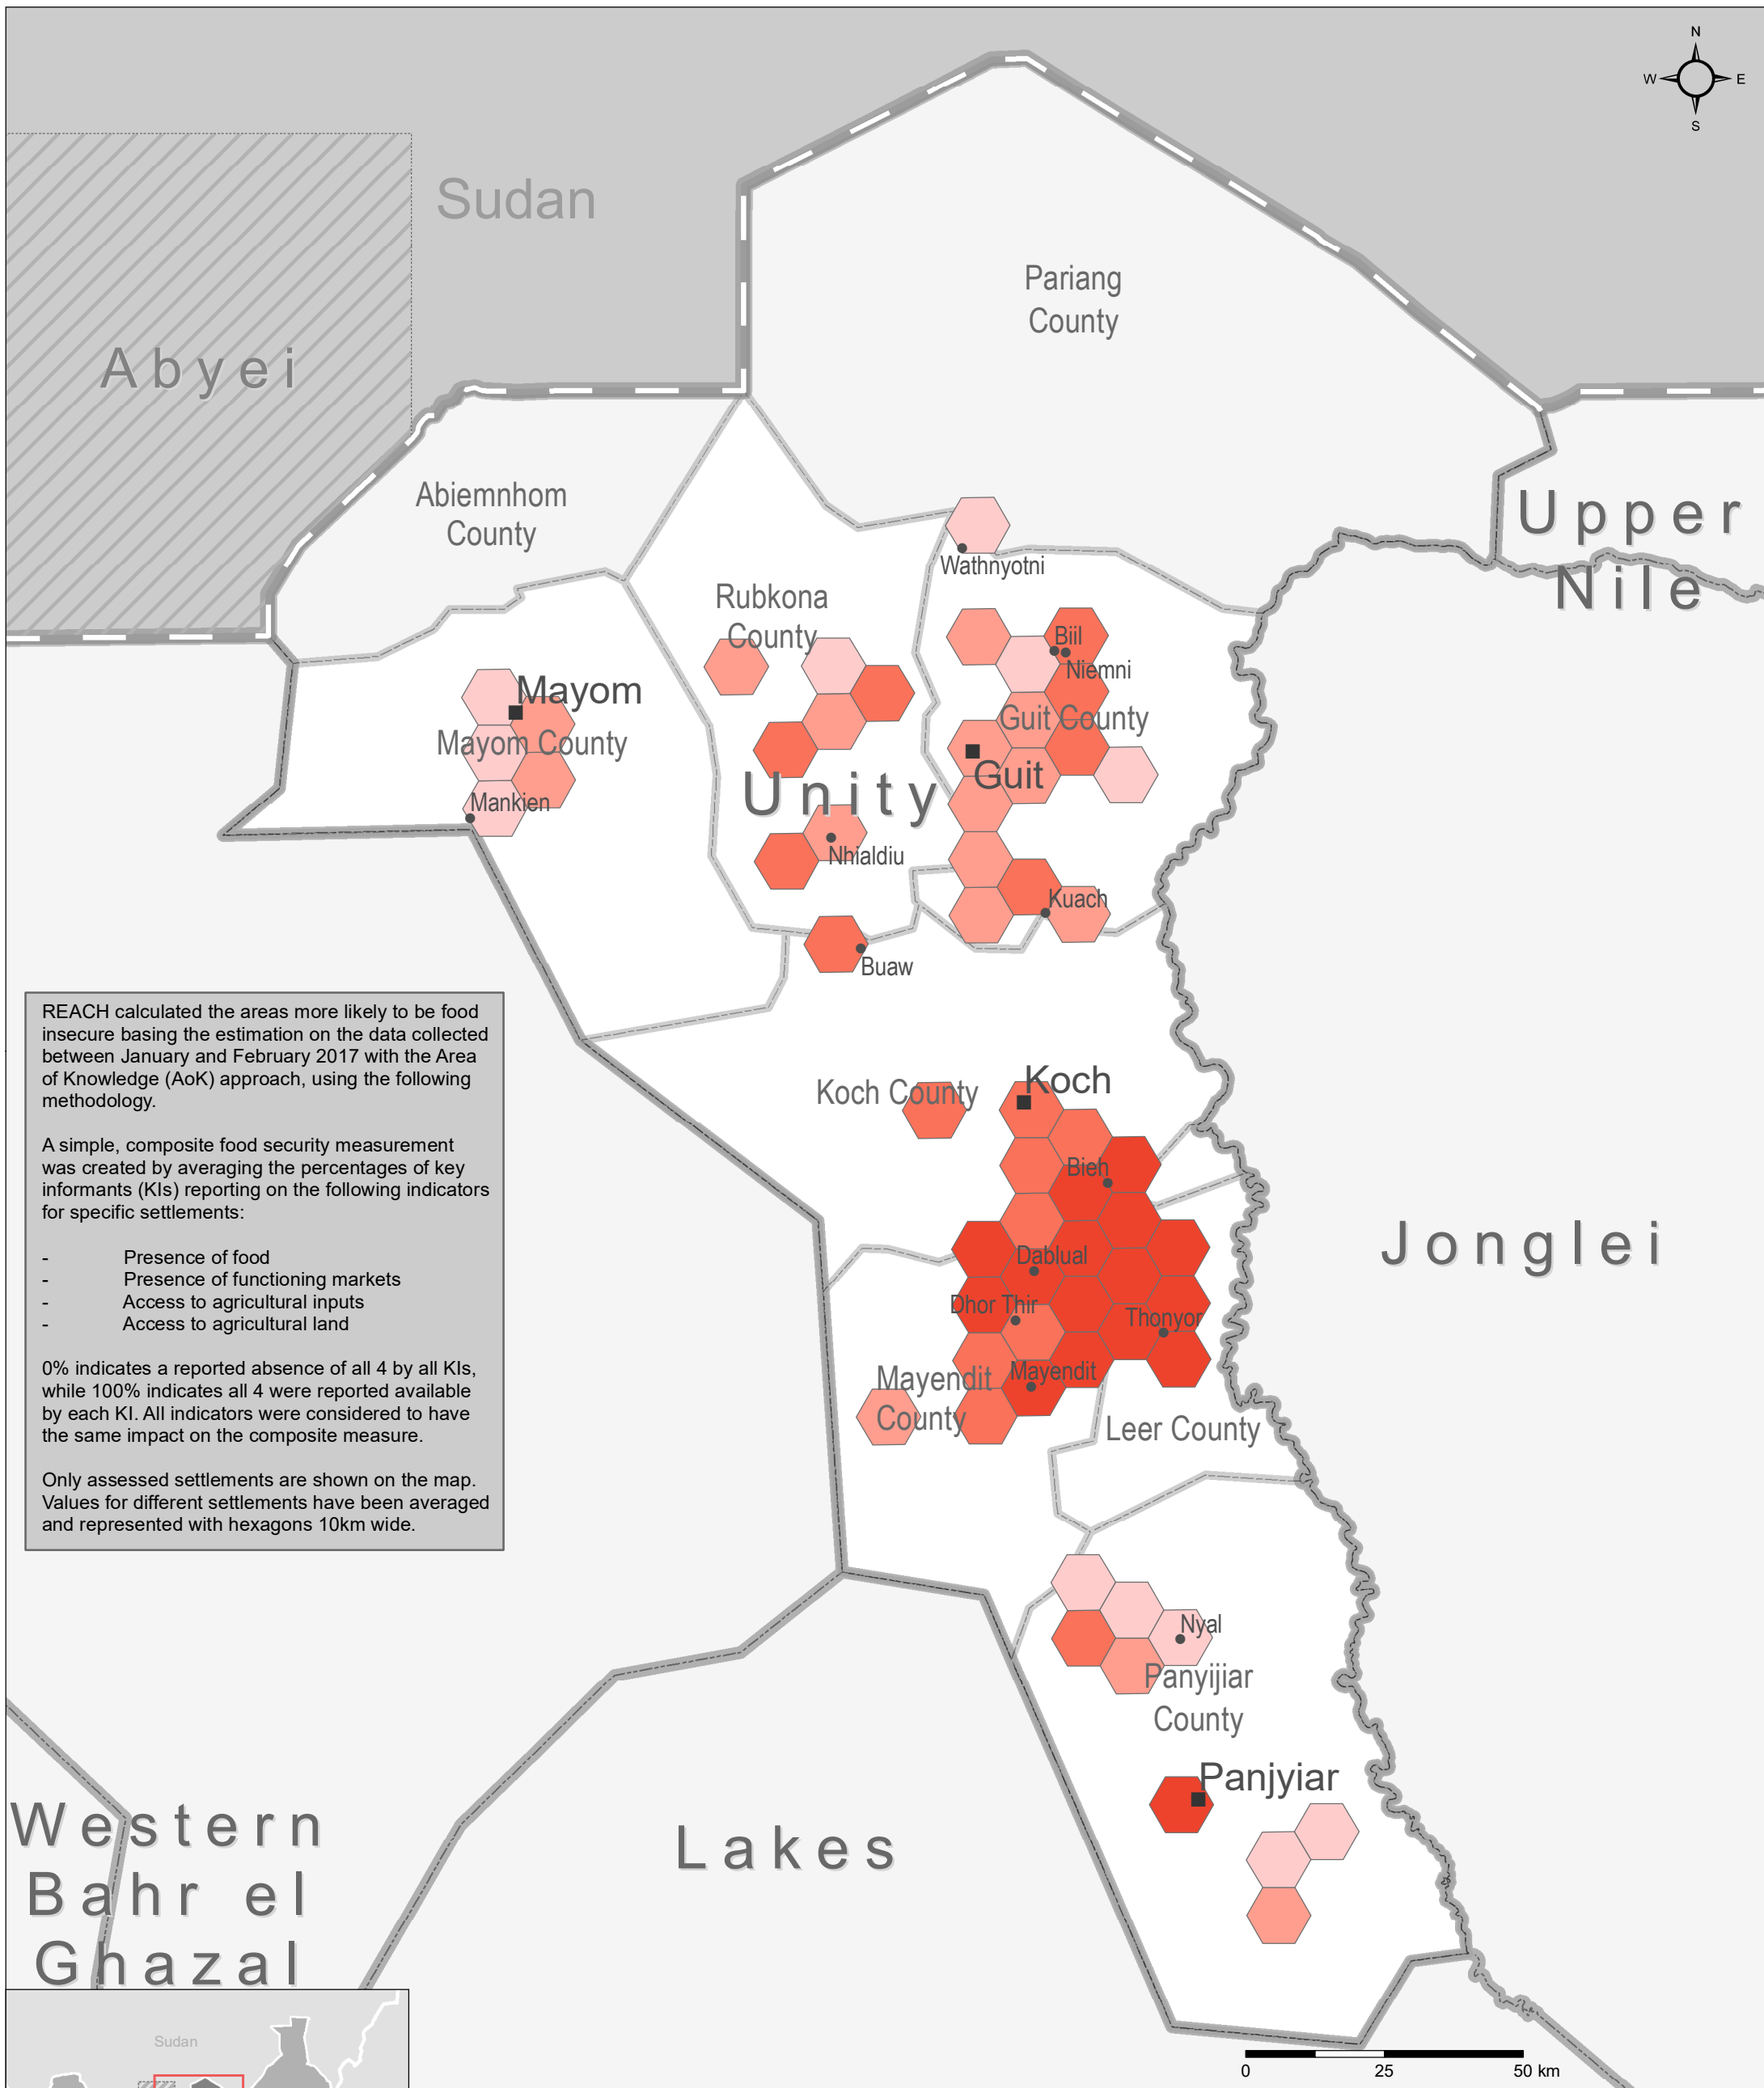 N
W E
S
Sudan
Abyei
Pariang
County
Abiemnhom
County
Upper
Nile
Wathnyotni
Rubkona
County
Biil
Niemni
Mayom
Mayom County
Guit County
Guit
Unity
Mankien
Nhialdiu
Kuach
Buaw
REACH calculated the areas more likely to be food
insecure basing the estimation on the data collected
between January and February 2017 with the Area
of Knowledge (AoK) approach, using the following
methodology.
A simple, composite food security measurement
was created by averaging the percentages of key
informants (KIs) reporting on the following indicators
for specific settlements:
- Presence of food
- Presence of functioning markets
- Access to agricultural inputs
- Access to agricultural land
0% indicates a reported absence of all 4 by all KIs,
while 100% indicates all 4 were reported available
by each KI. All indicators were considered to have
the same impact on the composite measure.
Only assessed settlements are shown on the map.
Values for different settlements have been averaged
and represented with hexagons 10km wide.
Koch
Koch County
Bieh
Jonglei
Dablual
Dhor Thir
Thonyor
Mayendit
Mayendit
County
Leer County
Nyal
Panyijiar
County
Panjyiar
Western
Bahr el
Ghazal
Lakes
Sudan
0 25 50 km